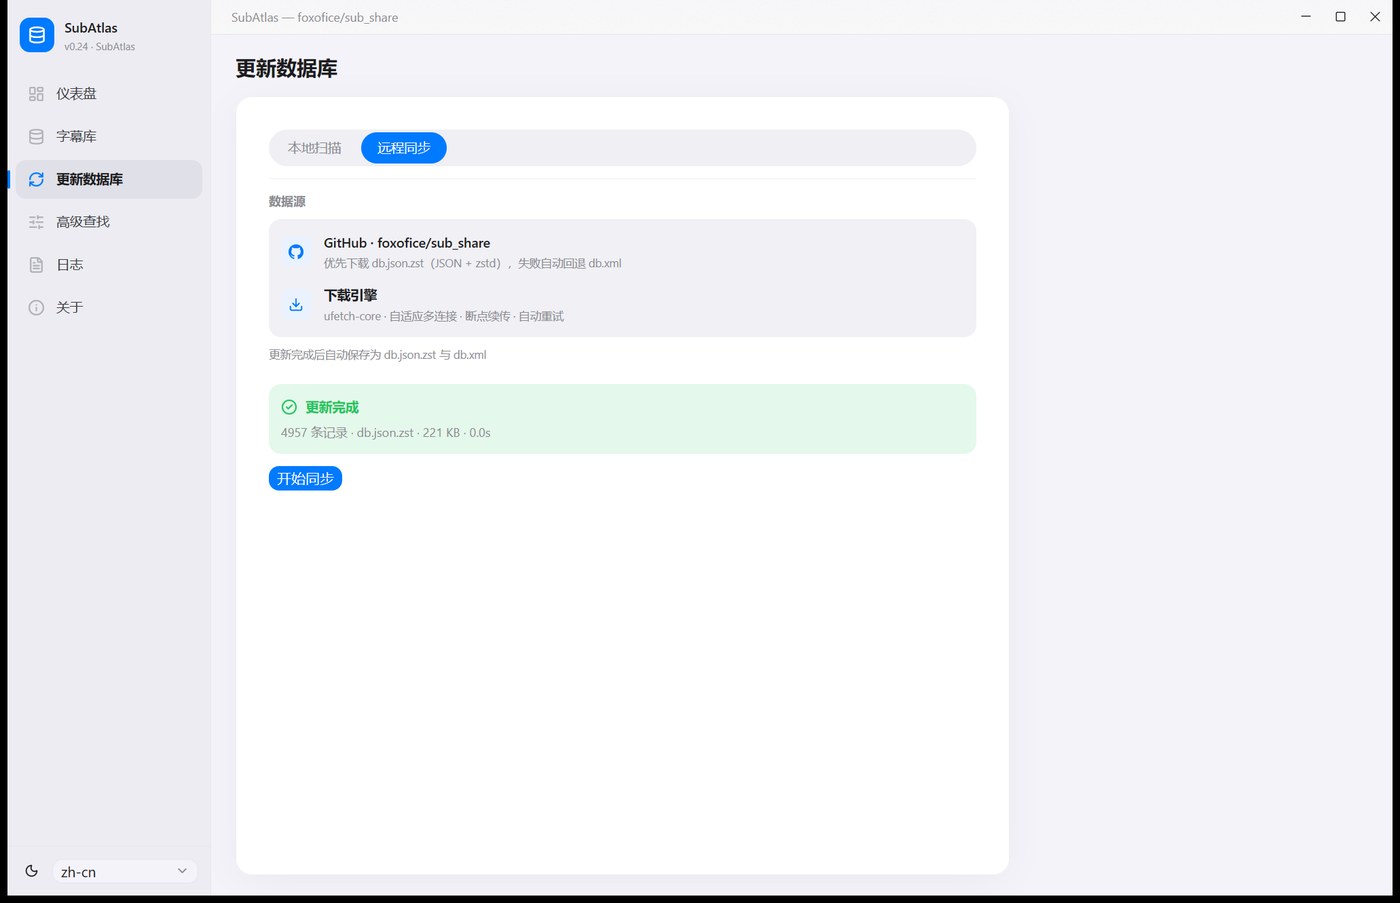 SubAtlas
v0.24 · SubAtlas
仪表盘
字幕库
更新数据库
高级查找
日志
关于
zh-cn
SubAtlas — foxofice/sub_share
更新数据库
本地扫描
远程同步
数据源
GitHub · foxofice/sub_share
优先下载 db.json.zst（JSON + zstd），失败自动回退 db.xml
下载引擎
ufetch-core · 自适应多连接 · 断点续传 · 自动重试
更新完成后自动保存为 db.json.zst 与 db.xml
更新完成
4957 条记录 · db.json.zst · 221 KB · 0.0s
开始同步